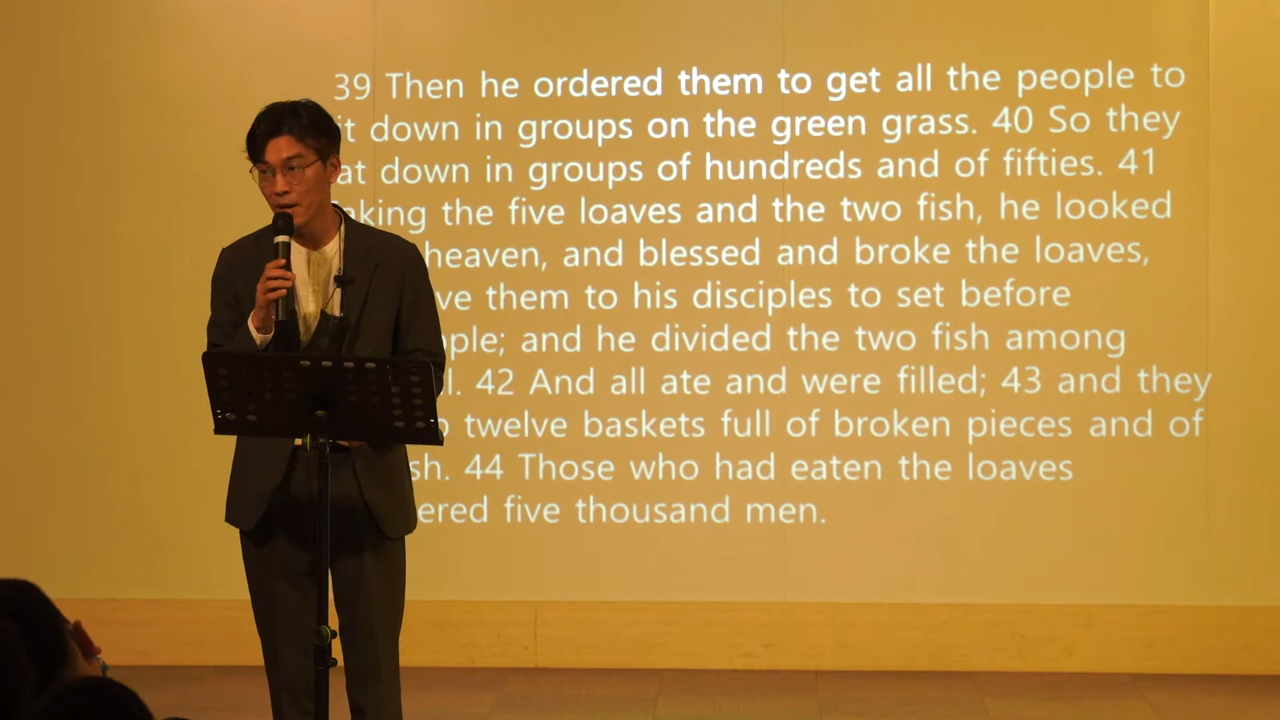 39 Then he ordered them to get all the people to
down in groups on the green grass. 40 So they
down in groups of hundreds and of fifties. 41
the five loaves and the two fish, he looked
heaven, and blessed and broke the loaves,
them to his disciples to set before
and he divided the two fish among
42 And all ate and were filled; 43 and they
twelve baskets full of broken pieces and of
44 Those who had eaten the loaves
five thousand men.